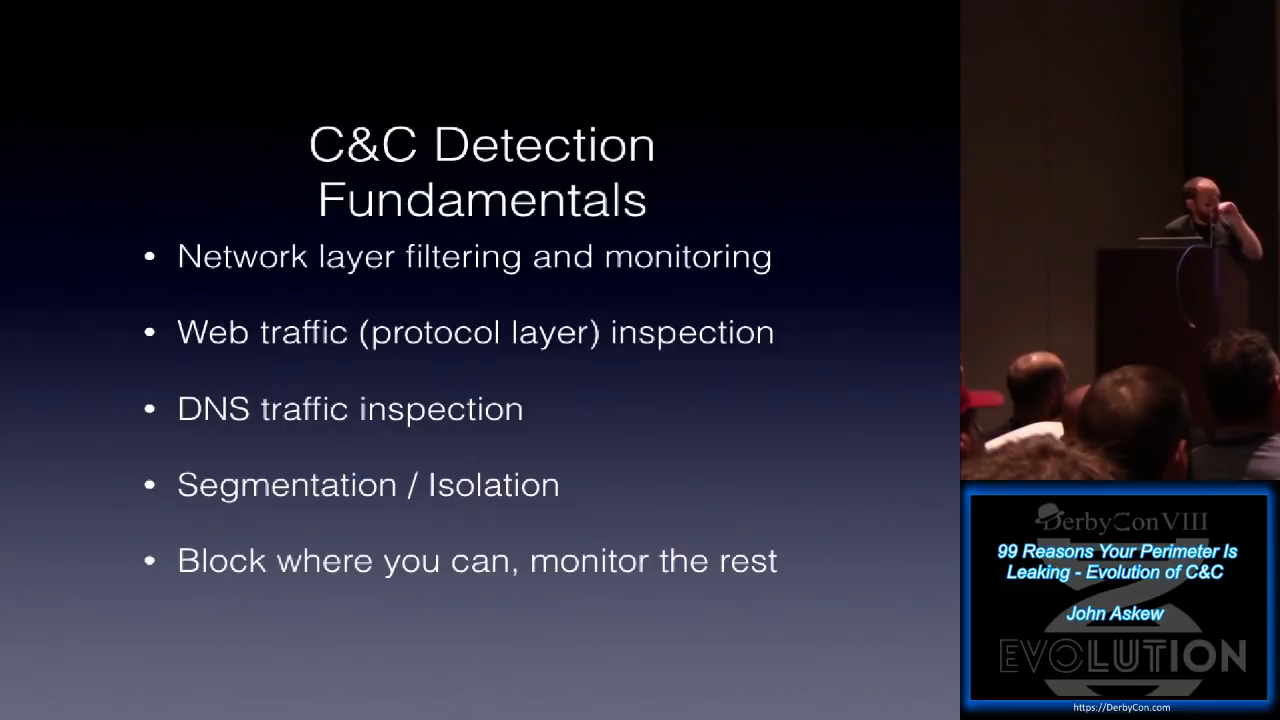 C&C Detection
Fundamentals
• Network layer filtering and monitoring
• Web traffic (protocol layer) inspection
• DNS traffic inspection
• Segmentation / Isolation
• Block where you can, monitor the rest
DerbyCon VIII
99 Reasons Your Perimeter Is
Leaking - Evolution of C&C
John Askew
EVOLUTION
https://DerbyCon.com